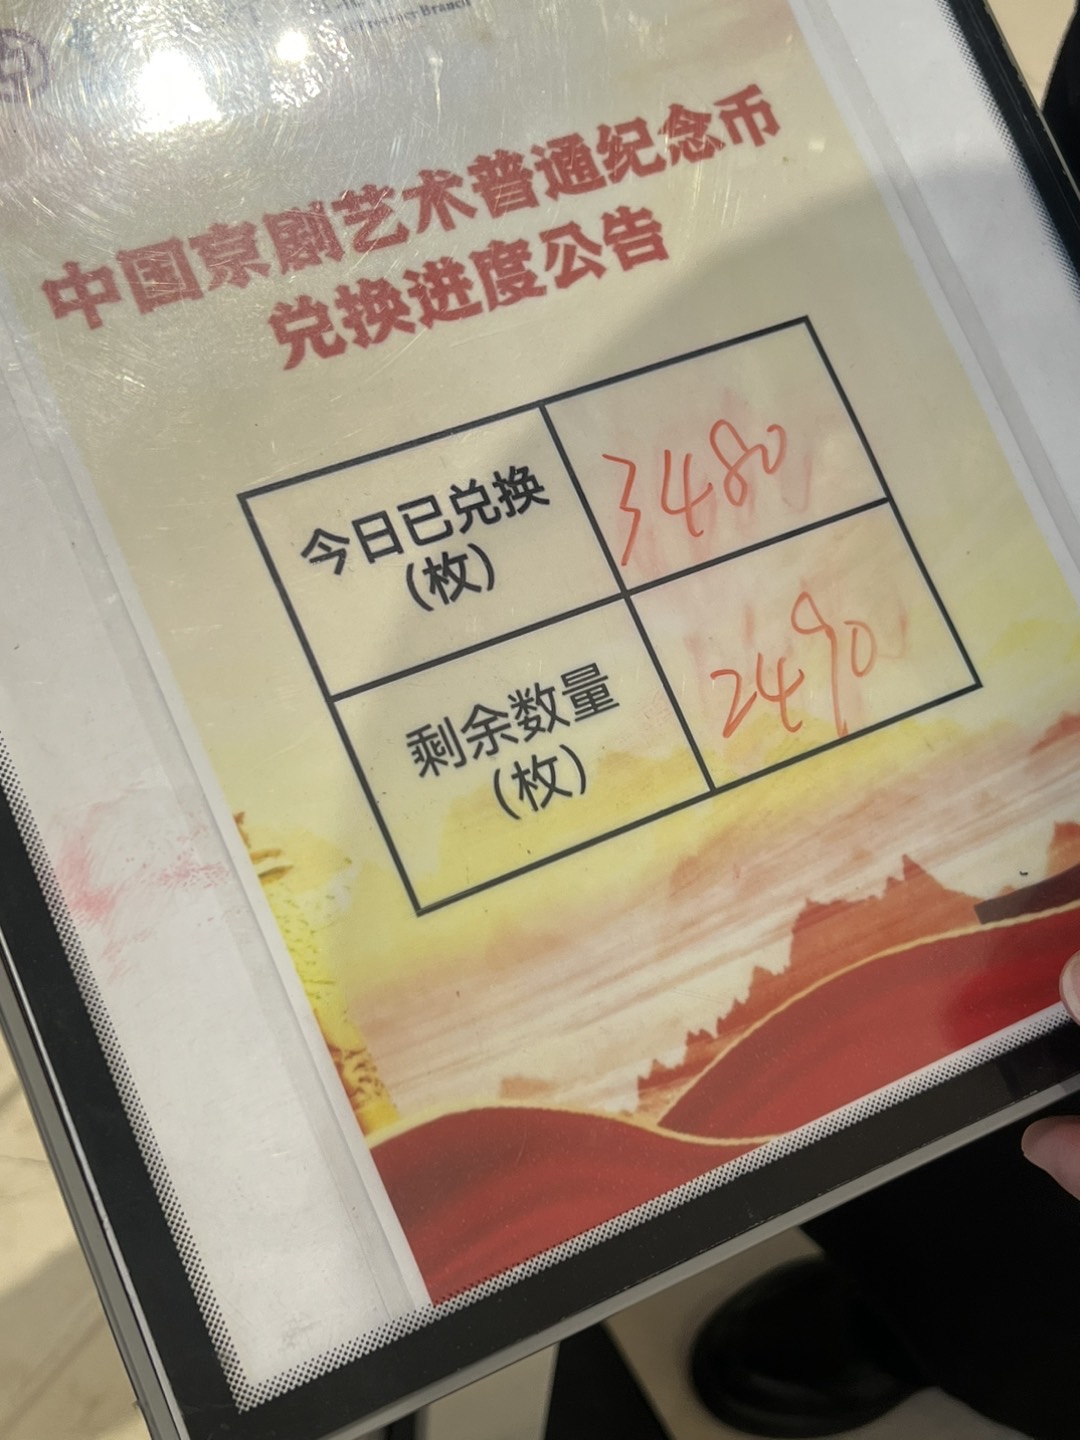 Branch
中国京剧艺术普通纪念币
兑换进度公告
今日已兑换
(枚)
3480
剩余数量
(枚)
2490